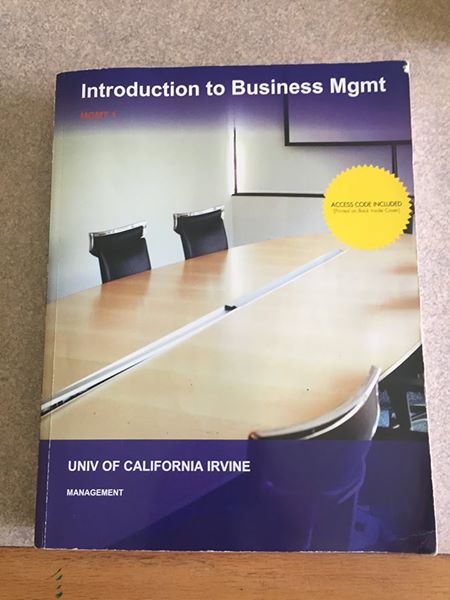 Introduction to Business Mgmt
MGMT 1
ACCESS CODE INCLUDED
(Printed on Back Inside Cover)
UNIV OF CALIFORNIA IRVINE
MANAGEMENT